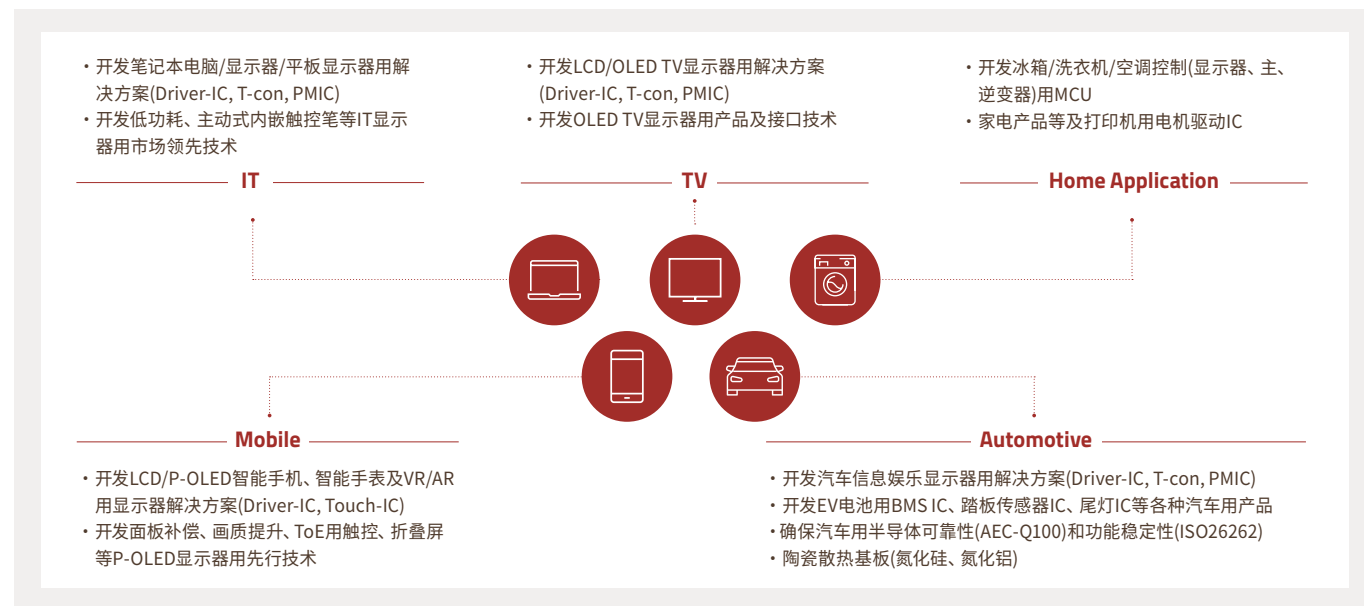 ・开发笔记本电脑/显示器/平板显示器用解
决方案(Driver-IC, T-con, PMIC)
・开发低功耗、主动式内嵌触控笔等IT显示
器用市场领先技术
IT
・开发LCD/OLED TV显示器用解决方案
(Driver-IC, T-con, PMIC)
・开发OLED TV显示器用产品及接口技术
TV
・开发冰箱/洗衣机/空调控制(显示器、主、
逆变器)用MCU
・家电产品等及打印机用电机驱动IC
Home Application
Mobile
・开发LCD/P-OLED智能手机、智能手表及VR/AR
用显示器解决方案(Driver-IC, Touch-IC)
・开发面板补偿、画质提升、ToE用触控、折叠屏
等P-OLED显示器用先行技术
Automotive
・开发汽车信息娱乐显示器用解决方案(Driver-IC, T-con, PMIC)
・开发EV电池用BMS IC、踏板传感器IC、尾灯IC等各种汽车用产品
・确保汽车用半导体可靠性(AEC-Q100)和功能稳定性(ISO26262)
・陶瓷散热基板(氮化硅、氮化铝)